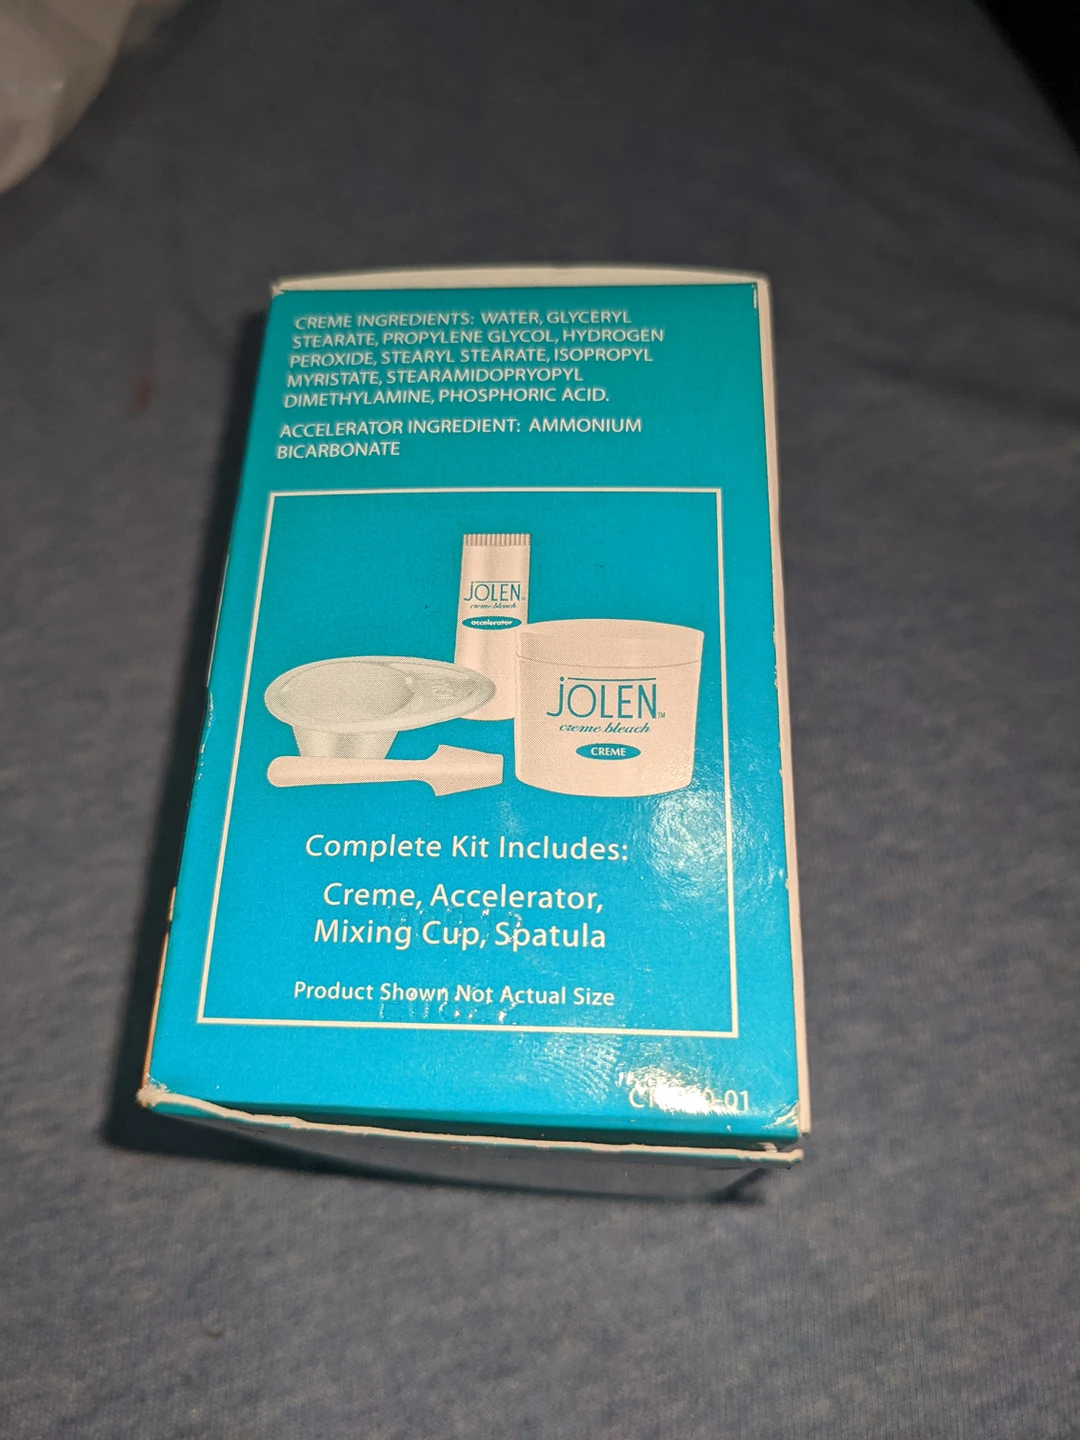 CREME INGREDIENTS: WATER, GLYCERYL
STEARATE, PROPYLENE GLYCOL, HYDROGEN
PEROXIDE, STEARYL STEARATE, ISOPROPYL
MYRISTATE, STEARAMIDOPRYOPYL
DIMETHYLAMINE, PHOSPHORIC ACID.
ACCELERATOR INGREDIENT: AMMONIUM
BICARBONATE
JOLEN
creme bleach
accelerator
JOLEN™
creme bleach
CREME
Complete Kit Includes:
Creme, Accelerator,
Mixing Cup, Spatula
Product Shown Not Actual Size